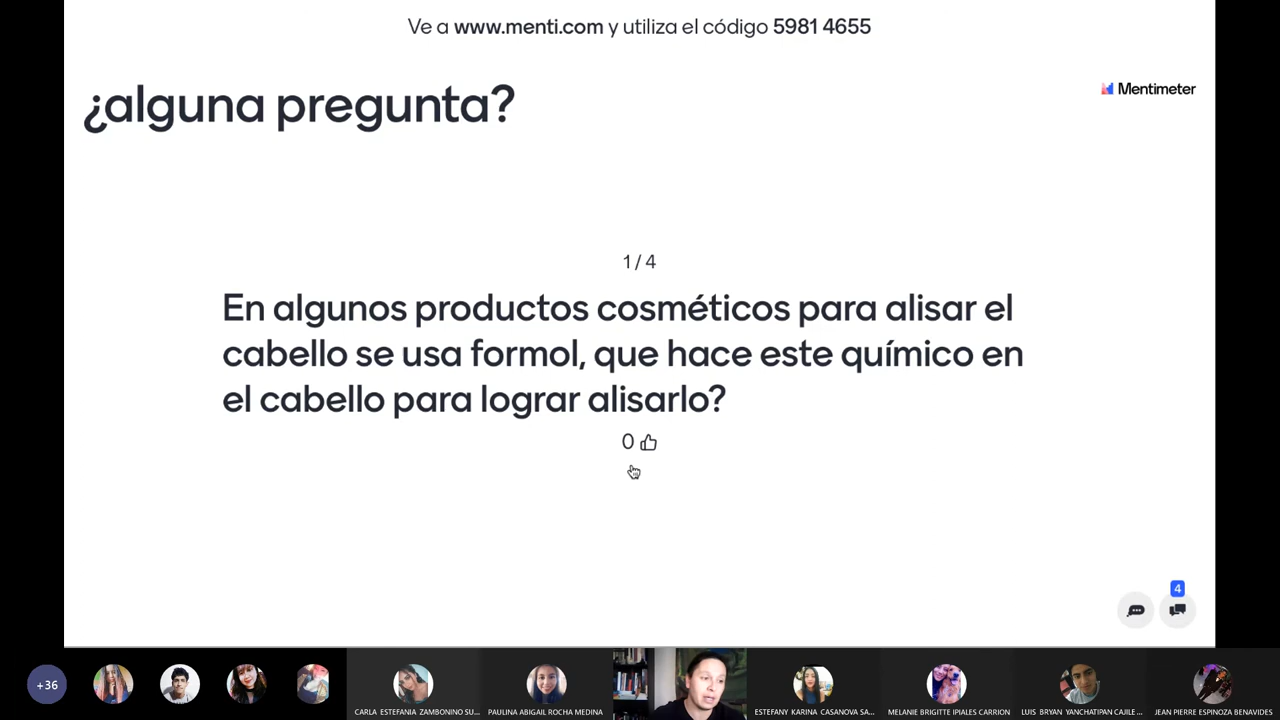 Ve a www.menti.com y utiliza el código 5981 4655
¿alguna pregunta?
Mentimeter
1 / 4
En algunos productos cosméticos para alisar el
cabello se usa formol, que hace este químico en
el cabello para lograr alisarlo?
0
4
+36
CARLA ESTEFANIA ZAMBONINO SU...
PAULINA ABIGAIL ROCHA MEDINA
ESTEFANY KARINA CASANOVA SA...
MELANIE BRIGITTE IPIALES CARRION
LUIS BRYAN YANCHATIPAN CAJILE ...
JEAN PIERRE ESPINOZA BENAVIDES